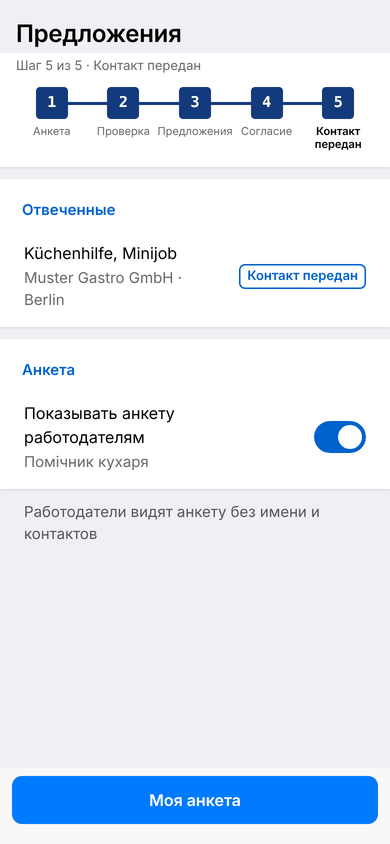 Предложения
Шаг 5 из 5 · Контакт передан
1 2 3 4 5
Анкета Проверка Предложения Согласие Контакт
передан
Отвеченные
Küchenhilfe, Minijob
Muster Gastro GmbH ·
Berlin
Контакт передан
Анкета
Показывать анкету
работодателям
Помічник кухаря
Работодатели видят анкету без имени и
контактов
Моя анкета